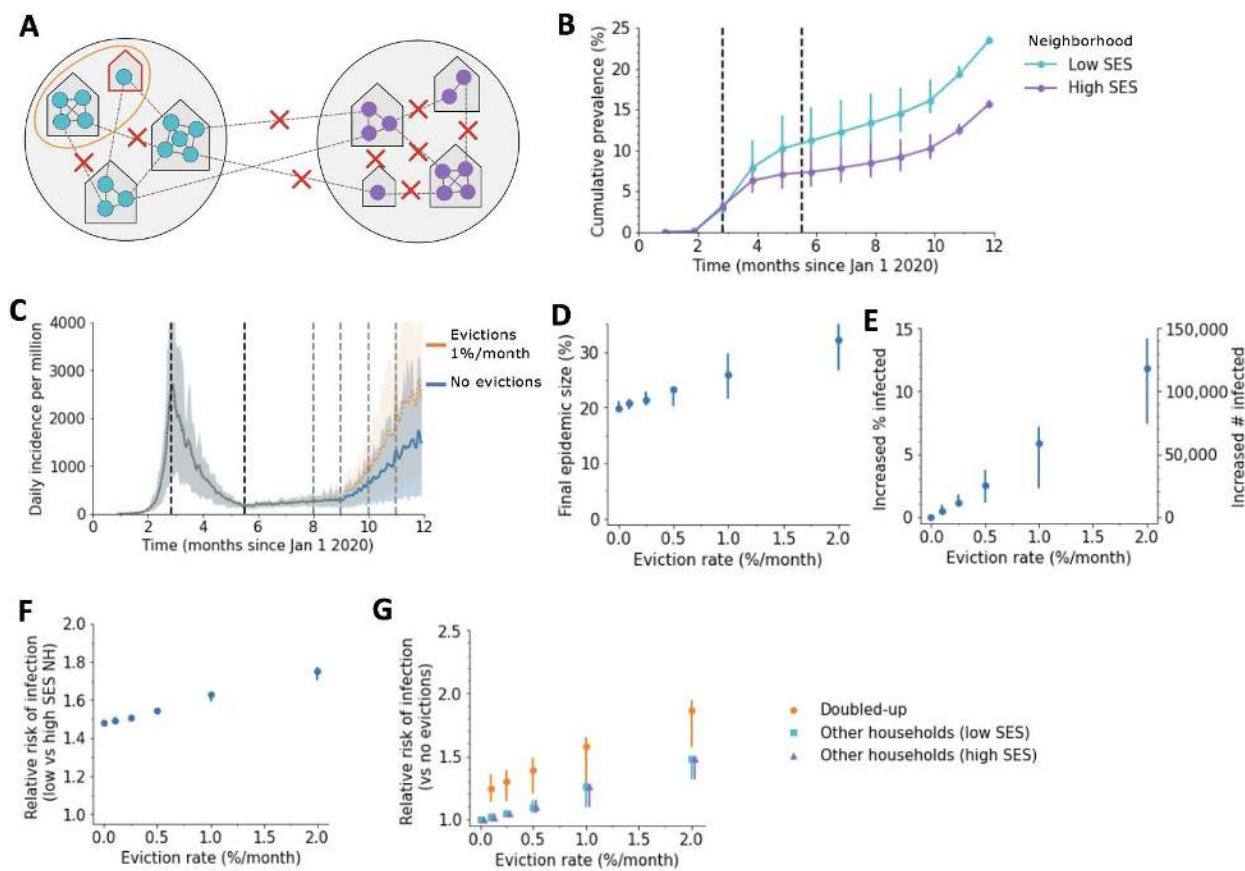 A
B
25
20
15
10
5
0
Cumulative prevalence (%)
0 2 4 6 8 10 12
Time (months since Jan 1 2020)
Neighborhood
Low SES
High SES
C
4000
3000
2000
1000
0
Daily incidence per million
0 2 4 6 8 10 12
Time (months since Jan 1 2020)
Evictions
1%/month
No evictions
D
30
20
10
0
Final epidemic size (%)
0.0 0.5 1.0 1.5 2.0
Eviction rate (%/month)
E
15
10
5
0
Increased % infected
150,000
100,000
50,000
0
Increased # infected
0.0 0.5 1.0 1.5 2.0
Eviction rate (%/month)
F
2.0
1.8
1.6
1.4
1.2
1.0
Relative risk of infection
(low vs high SES NH)
0.0 0.5 1.0 1.5 2.0
Eviction rate (%/month)
G
2.5
2.0
1.5
1.0
Relative risk of infection
(vs no evictions)
0.0 0.5 1.0 1.5 2.0
Eviction rate (%/month)
Doubled-up
Other households (low SES)
Other households (high SES)